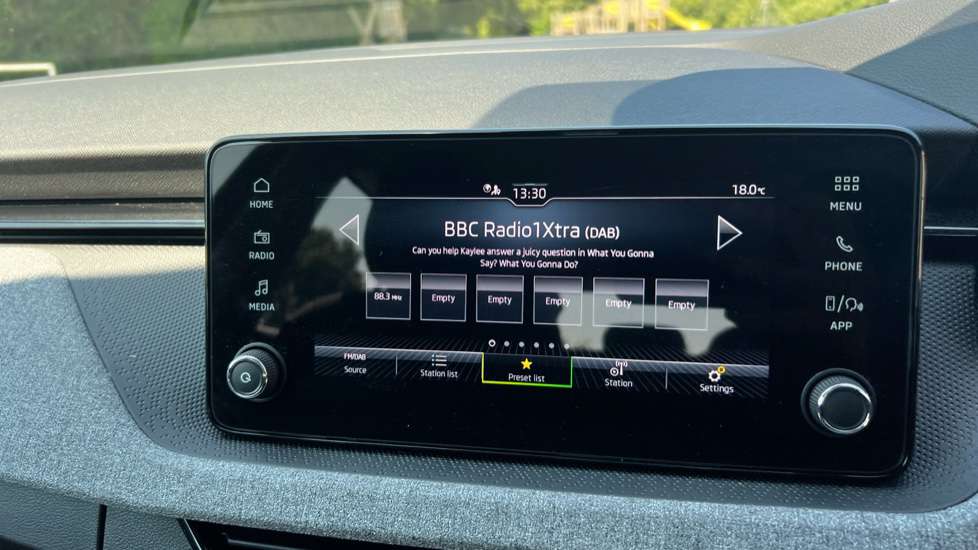 13:30
18.0°C
HOME
RADIO
MEDIA
BBC Radio1Xtra (DAB)
Can you help Kaylee answer a juicy question in What You Gonna
Say? What You Gonna Do?
88.3 MHz
Empty
Empty
Empty
Empty
Empty
FM/DAB
Source
Station list
Preset list
Station
Settings
MENU
PHONE
APP